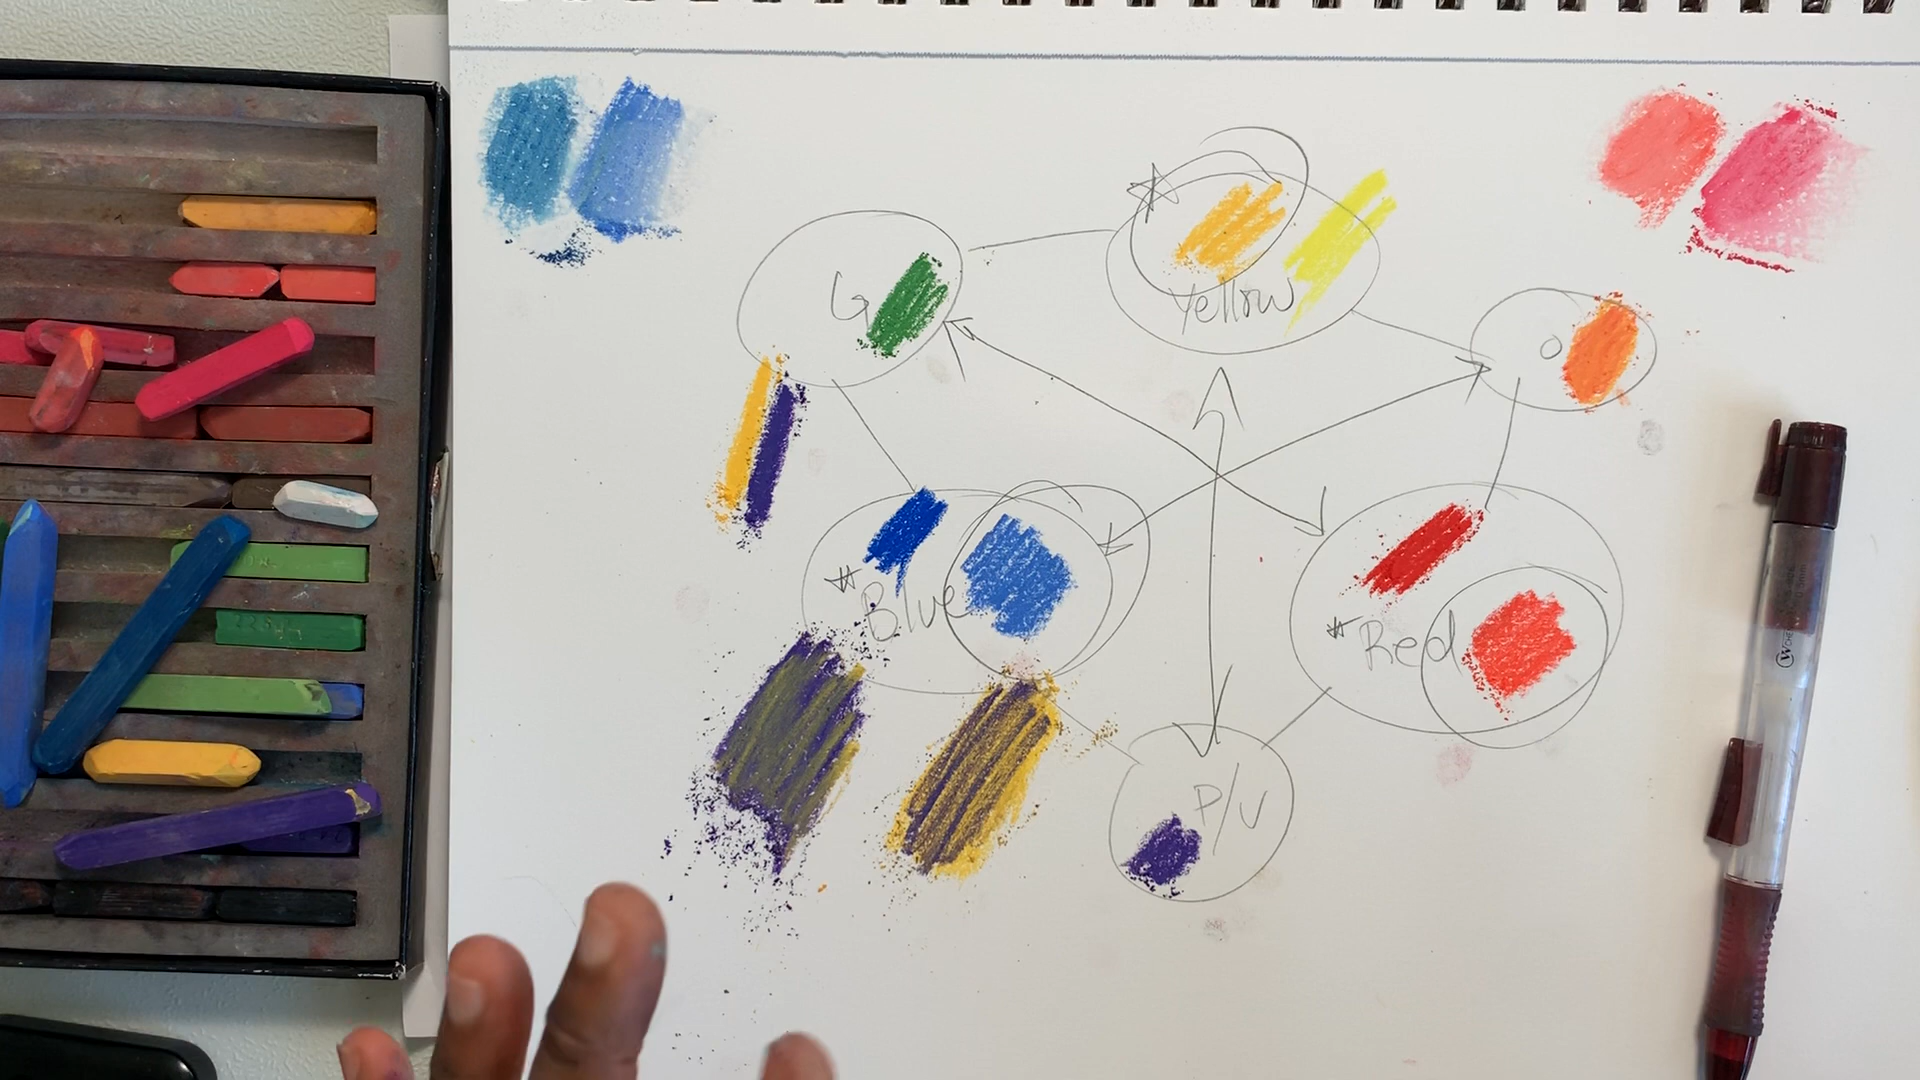 Yellow
G
O
* Blue
* Red
P/V